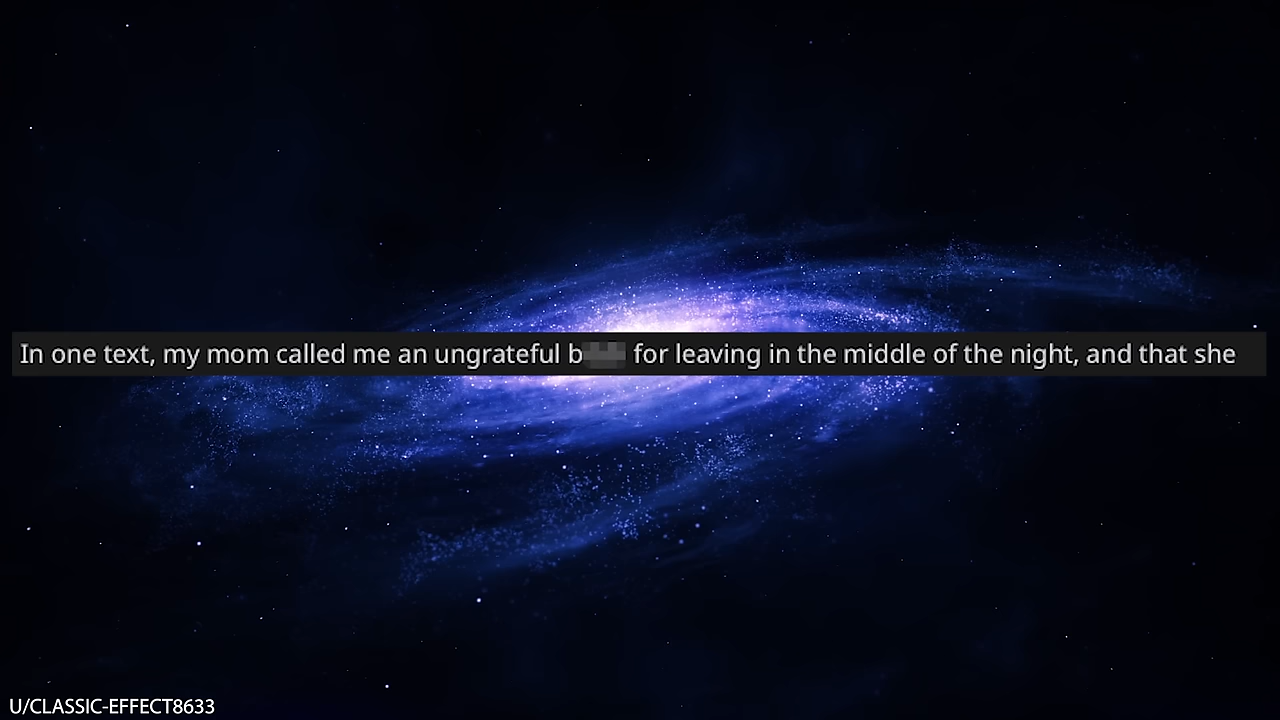 In one text, my mom called me an ungrateful b for leaving in the middle of the night, and that she
U/CLASSIC-EFFECT8633